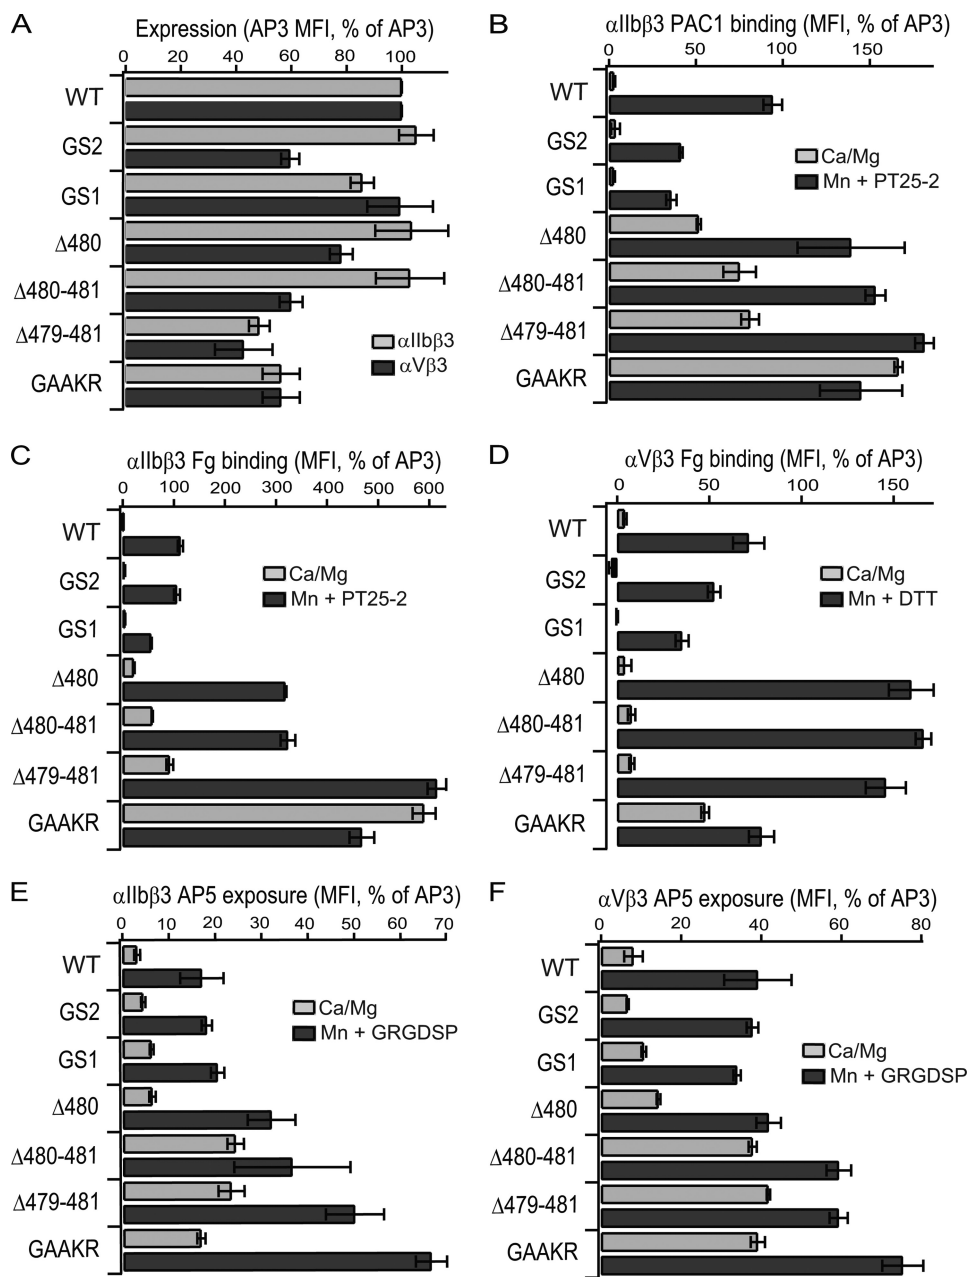 A
Expression (AP3 MFI, % of AP3)
0 20 40 60 80 100
WT
GS2
GS1
Δ480
Δ480-481
Δ479-481
GAAKR
αIIbβ3
αVβ3
B
αIIbβ3 PAC1 binding (MFI, % of AP3)
0 50 100 150
WT
GS2
GS1
Δ480
Δ480-481
Δ479-481
GAAKR
Ca/Mg
Mn + PT25-2
C
αIIbβ3 Fg binding (MFI, % of AP3)
0 100 200 300 400 500 600
WT
GS2
GS1
Δ480
Δ480-481
Δ479-481
GAAKR
Ca/Mg
Mn + PT25-2
D
αVβ3 Fg binding (MFI, % of AP3)
0 50 100 150
WT
GS2
GS1
Δ480
Δ480-481
Δ479-481
GAAKR
Ca/Mg
Mn + DTT
E
αIIbβ3 AP5 exposure (MFI, % of AP3)
0 10 20 30 40 50 60 70
WT
GS2
GS1
Δ480
Δ480-481
Δ479-481
GAAKR
Ca/Mg
Mn + GRGDSP
F
αVβ3 AP5 exposure (MFI, % of AP3)
0 20 40 60 80
WT
GS2
GS1
Δ480
Δ480-481
Δ479-481
GAAKR
Ca/Mg
Mn + GRGDSP